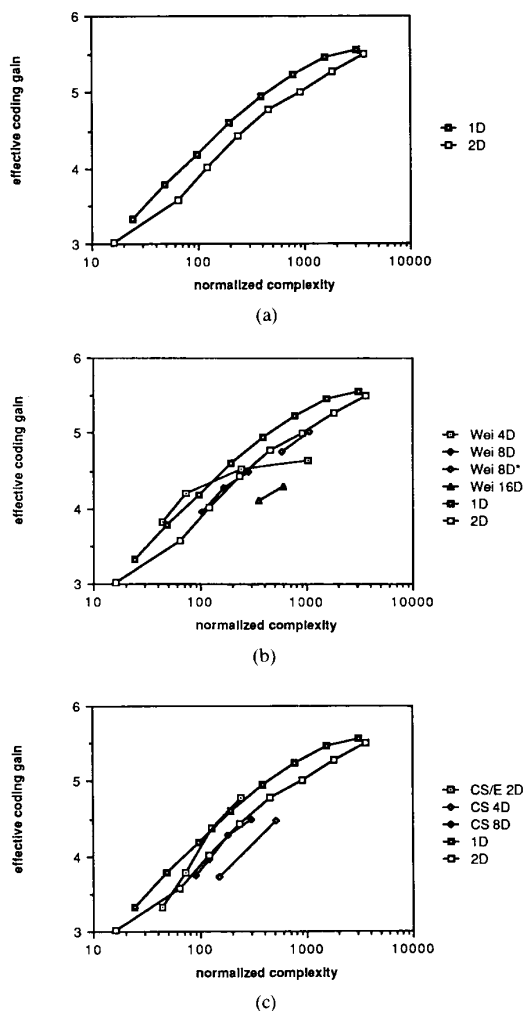 6
5
4
3
effective coding gain
10
100
1000
10000
normalized complexity
1D
2D
(a)
6
5
4
3
effective coding gain
10
100
1000
10000
normalized complexity
Wei 4D
Wei 8D
Wei 8D*
Wei 16D
1D
2D
(b)
6
5
4
3
effective coding gain
10
100
1000
10000
normalized complexity
CS/E 2D
CS 4D
CS 8D
1D
2D
(c)